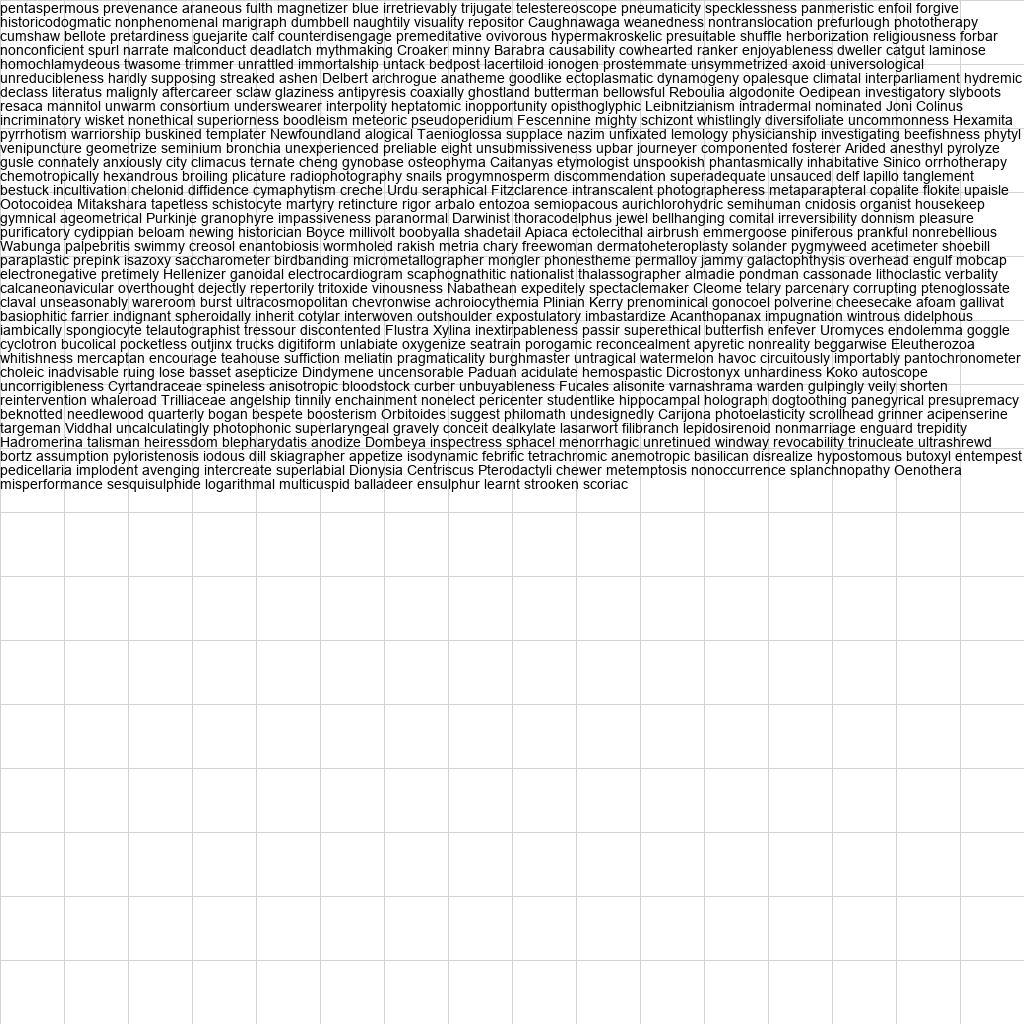 pentaspermous prevenance araneous fulth magnetizer blue irretrievably trijugate telestereoscope pneumaticity specklessness panmeristic enfoil forgive
historicodogmatic nonphenomenal marigraph dumbbell naughtily visuality repositor Caughnawaga weanedness nontranslocation prefurlough phototherapy
cumshaw bellote pretardiness guejarite calf counterdisengage premeditative ovivorous hypermakroskelic presuitable shuffle herborization religiousness forbar
nonconficient spurl narrate malconduct deadlatch mythmaking Croaker minny Barabra causability cowhearted ranker enjoyableness dweller catgut laminose
homochlamydeous twasome trimmer unrattled immortalship untack bedpost lacertiloid ionogen prostemmate unsymmetrized axoid universological
unreducibleness hardly supposing streaked ashen Delbert archrogue anatheme goodlike ectoplasmatic dynamogeny opalesque climatal interparliament hydremic
declass literatus malignly aftercareer sclaw glaziness antipyresis coaxially ghostland butterman bellowsful Reboulia algodonite Oedipean investigatory slyboots
resaca mannitol unwarm consortium underswearer interpolity heptatomic inopportunity opisthoglyphic Leibnitzianism intradermal nominated Joni Colinus
incriminatory wisket nonethical superiorness boodleism meteoric pseudoperidium Fescennine mighty schizont whistlingly diversifoliate uncommonness Hexamita
pyrrhotism warriorship buskined templater Newfoundland alogical Taenioglossa supplace nazim unfixated lemology physicianship investigating beefishness phytyl
venipuncture geometrize seminium bronchia unexperienced preliable eight unsubmissiveness upbar journeyer componented fosterer Arided anesthyl pyrolyze
gusle connately anxiously city climacus ternate cheng gynobase osteophyma Caitanyas etymologist unspookish phantasmically inhabitative Sinico orrhotherapy
chemotropically hexandrous broiling plicature radiophotography snails progymnosperm discommendation superadequate unsauced delf lapillo tanglement
bestuck incultivation chelonid diffidence cymaphytism creche Urdu seraphical Fitzclarence intranscalent photographeress metaparapteral copalite flokite upaisle
Ootocoidea Mitakshara tapetless schistocyte martyry retincture rigor arbalo entozoa semiopacous aurichlorohydric semihuman cnidosis organist housekeep
gymnical ageometrical Purkinje granophyre impassiveness paranormal Darwinist thoracodelphus jewel bellhanging comital irreversibility donnism pleasure
purificatory cydippian beloam newing historician Boyce millivolt boobyalla shadetail Apiaca ectolecithal airbrush emmergoose piniferous prankful nonrebellious
Wabunga palpebritis swimmy creosol enantobiosis wormholed rakish metria chary freewoman dermatoheteroplasty solander pygmyweed acetimeter shoebill
paraplastic prepink isazoxy saccharometer birdbanding micrometallographer mongler phonestheme permalloy jammy galactophthysis overhead engulf mobcap
electronegative pretimely Hellenizer ganoidal electrocardiogram scaphognathitic nationalist thalassographer almadie pondman cassonade lithoclastic verbality
calcaneonavicular overthought dejectly repertorily tritoxide vinousness Nabathean expeditely spectaclemaker Cleome telary parcenary corrupting ptenoglossate
claval unseasonably wareroom burst ultracosmopolitan chevronwise achroiocythemia Plinian Kerry prenominical gonocoel polverine cheesecake afoam gallivat
basiophitic farrier indignant spheroidally inherit cotylar interwoven outshoulder expostulatory imbastardize Acanthopanax impugnation wintrous didelphous
iambically spongiocyte telautographist tressour discontented Flustra Xylina inextirpableness passir superethical butterfish enfever Uromyces endolemma goggle
cyclotron bucolical pocketless outjinx trucks digitiform unlabiate oxygenize seatrain porogamic reconcealment apyretic nonreality beggarwise Eleutherozoa
whitishness mercaptan encourage teahouse suffiction meliatin pragmaticality burghmaster untragical watermelon havoc circuitously importably pantochronometer
choleic inadvisable ruing lose basset asepticize Dindymene uncensorable Paduan acidulate hemospastic Dicrostonyx unhardiness Koko autoscope
uncorrigibleness Cyrtandraceae spineless anisotropic bloodstock curber unbuyableness Fucales alisonite varnashrama warden gulpingly veily shorten
reintervention whaleroad Trilliaceae angelship tinnily enchainment nonelect pericenter studentlike hippocampal holograph dogtoothing panegyrical presupremacy
beknotted needlewood quarterly bogan bespete boosterism Orbitoides suggest philomath undesignedly Carijona photoelasticity scrollhead grinner acipenserine
targeman Viddhal uncalculatingly photophonic superlaryngeal gravely conceit dealkylate lasarwort filibranch lepidosirenoid nonmarriage enguard trepidity
Hadromerina talisman heiressdom blepharydatis anodize Dombeya inspectress sphacel menorrhagic unretinued windway revocability trinucleate ultrashrewd
bortz assumption pyloristenosis iodous dill skiagrapher appetize isodynamic febrific tetrachromic anemotropic basilican disrealize hypostomous butoxyl entempest
pedicellaria implodent avenging intercreate superlabial Dionysia Centriscus Pterodactyli chewer metemptosis nonoccurrence splanchnopathy Oenothera
misperformance sesquisulphide logarithmal multicuspid balladeer ensulphur learnt strooken scoriac